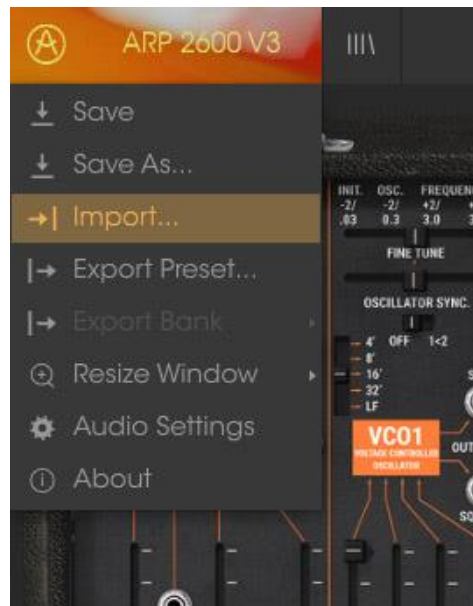 ARP 2600 V3
Save
Save As...
Import...
Export Preset...
Export Bank
Resize Window
Audio Settings
About
INIT. OSC. FREQUEN
-2/ -2/ +2/
.03 0.3 3.0
FINE TUNE
OSCILLATOR SYNC.
OFF 1<2
4'
8'
16'
32'
LF
VCO1
VOLTAGE CONTROLLED
OSCILLATOR
OUT
SO